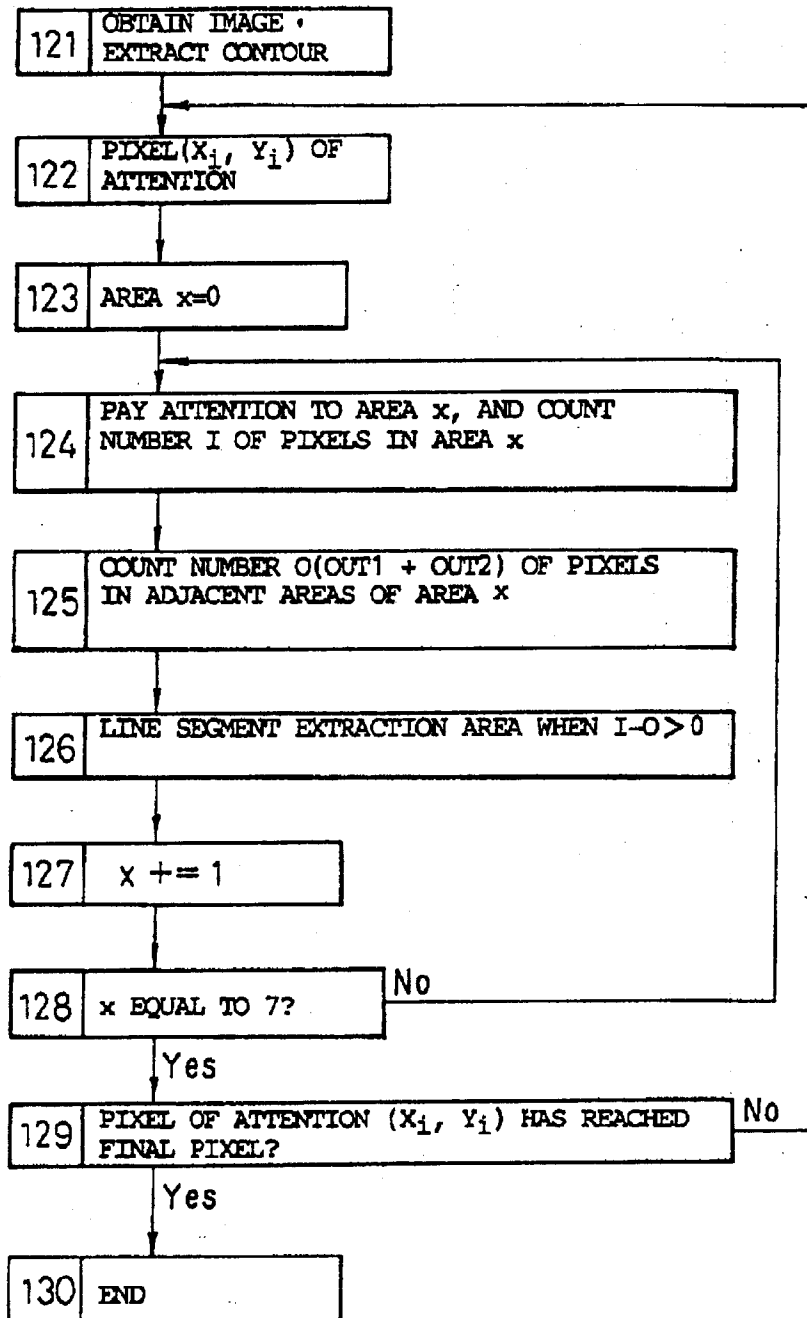 121 OBTAIN IMAGE ·
EXTRACT CONTOUR
122 PIXEL(Xi, Yi) OF
ATTENTION
123 AREA x=0
124 PAY ATTENTION TO AREA x, AND COUNT
NUMBER I OF PIXELS IN AREA x
125 COUNT NUMBER O(OUT1 + OUT2) OF PIXELS
IN ADJACENT AREAS OF AREA x
126 LINE SEGMENT EXTRACTION AREA WHEN I-O>0
127 x += 1
128 x EQUAL TO 7?
No
Yes
129 PIXEL OF ATTENTION (Xi, Yi) HAS REACHED
FINAL PIXEL?
No
Yes
130 END